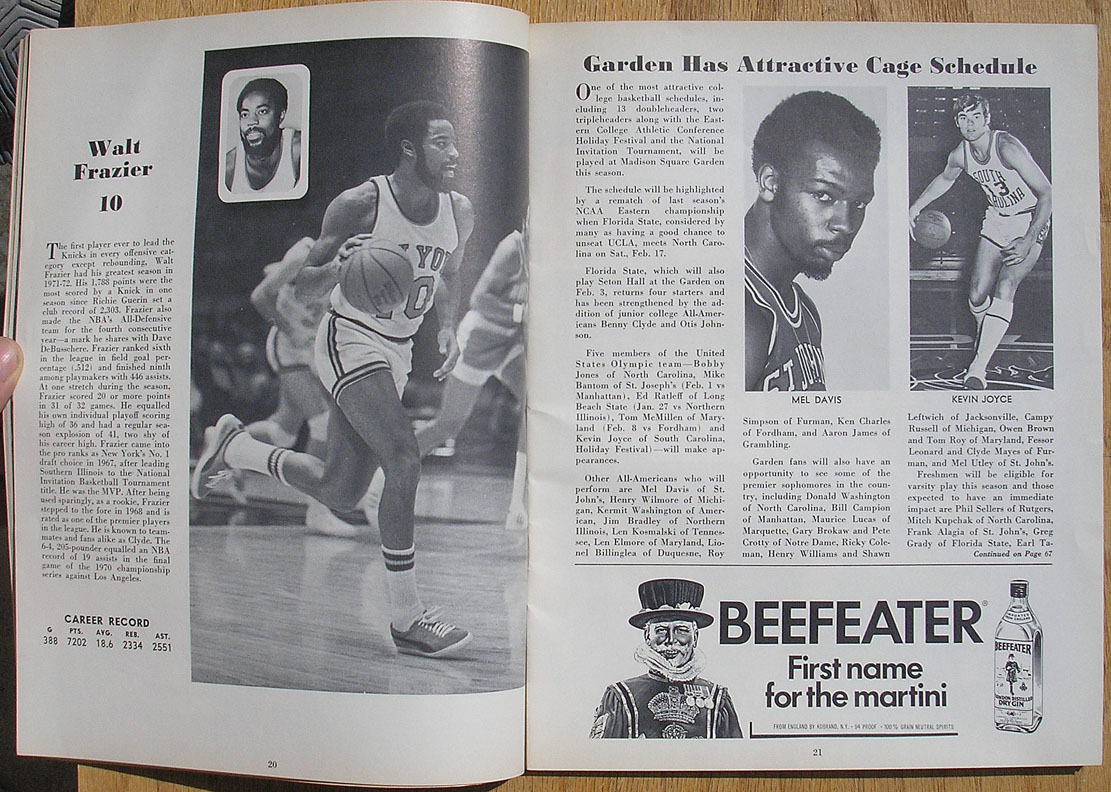 Walt
Frazier
10
The first player ever to lead the
Knicks in every offensive cat-
egory except rebounding, Walt
Frazier had his greatest season in
1971-72. His 1,788 points were the
most scored by a Knick in one
season since Richie Guerin set a
club record of 2,303. Frazier also
made the NBA's All-Defensive
team for the fourth consecutive
year—a mark he shares with Dave
DeBusschere. Frazier ranked sixth
in the league in field goal per-
centage (.512) and finished ninth
among playmakers with 446 assists.
At one stretch during the season,
Frazier scored 20 or more points
in 31 of 32 games. He equalled
his own individual playoff scoring
high of 36 and had a regular sea-
son explosion of 41, two shy of
his career high. Frazier came into
the pro ranks as New York's No. 1
draft choice in 1967, after leading
Southern Illinois to the National
Invitation Basketball Tournament
title. He was the MVP. After being
used sparingly, as a rookie, Frazier
stepped to the fore in 1968 and is
rated as one of the premier players
in the league. He is known to team-
mates and fans alike as Clyde. The
6-4, 205-pounder equalled an NBA
record of 19 assists in the final
game of the 1970 championship
series against Los Angeles.
CAREER RECORD
G PTS. AVG. REB. AST.
388 7202 18.6 2334 2551
YO
10
20
Garden Has Attractive Cage Schedule
One of the most attractive col-
lege basketball schedules, in-
cluding 13 doubleheaders, two
tripleheaders along with the East-
ern College Athletic Conference
Holiday Festival and the National
Invitation Tournament, will be
played at Madison Square Garden
this season.
The schedule will be highlighted
by a rematch of last season's
NCAA Eastern championship
when Florida State, considered by
many as having a good chance to
unseat UCLA, meets North Caro-
lina on Sat., Feb. 17.
Florida State, which will also
play Seton Hall at the Garden on
Feb. 3, returns four starters and
has been strengthened by the ad-
dition of junior college All-Amer-
icans Benny Clyde and Otis John-
son.
Five members of the United
States Olympic team—Bobby
Jones of North Carolina, Mike
Bantom of St. Joseph's (Feb. 1 vs
Manhattan), Ed Ratleff of Long
Beach State (Jan. 27 vs Northern
Illinois), Tom McMillen of Mary-
land (Feb. 8 vs Fordham) and
Kevin Joyce of South Carolina,
Holiday Festival)—will make ap-
pearances.
Other All-Americans who will
perform are Mel Davis of St.
John's, Henry Wilmore of Michi-
gan, Kermit Washington of Amer-
ican, Jim Bradley of Northern
Illinois, Len Kosmalski of Tennes-
see, Len Elmore of Maryland, Lio-
nel Billinglea of Duquesne, Roy
ST JOHN
MEL DAVIS
SOUTH
13
CAROLINA
KEVIN JOYCE
Simpson of Furman, Ken Charles
of Fordham, and Aaron James of
Grambling.
Garden fans will also have an
opportunity to see some of the
premier sophomores in the coun-
try, including Donald Washington
of North Carolina, Bill Campion
of Manhattan, Maurice Lucas of
Marquette, Gary Brokaw and Pete
Crotty of Notre Dame, Ricky Cole-
man, Henry Williams and Shawn
Leftwich of Jacksonville, Campy
Russell of Michigan, Owen Brown
and Tom Roy of Maryland, Fessor
Leonard and Clyde Mayes of Fur-
man, and Mel Utley of St. John's.
Freshmen will be eligible for
varsity play this season and those
expected to have an immediate
impact are Phil Sellers of Rutgers,
Mitch Kupchak of North Carolina,
Frank Alagia of St. John's, Greg
Grady of Florida State, Earl Ta-
Continued on Page 67
BEEFEATER®
First name
for the martini
FROM ENGLAND BY KOBRAND, N.Y. - 94 PROOF - 100% GRAIN NEUTRAL SPIRITS
BEEFEATER
LONDON DISTILLED
DRY GIN
21